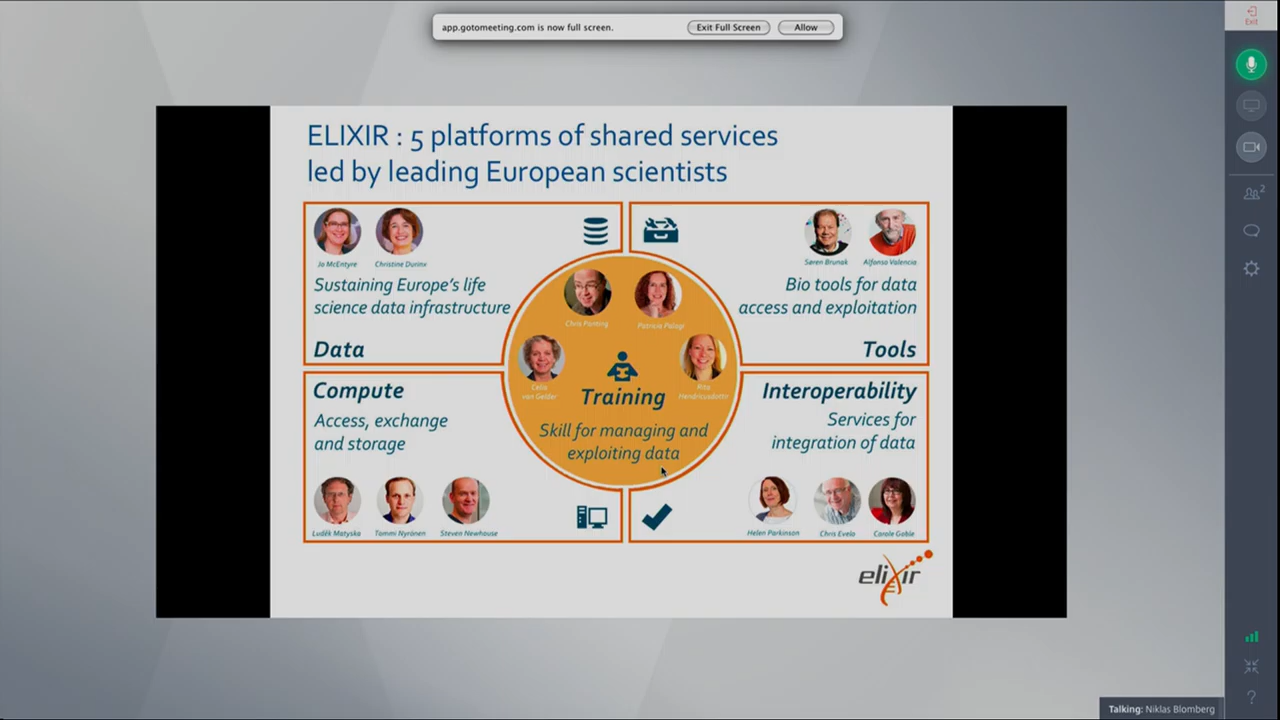 app.gotomeeting.com is now full screen.
Exit Full Screen
Allow
Exit
2
ELIXIR : 5 platforms of shared services
led by leading European scientists
Jo McEntyre
Christine Durinx
Sustaining Europe's life
science data infrastructure
Data
Søren Brunak
Alfonso Valencia
Bio tools for data
access and exploitation
Tools
Chris Ponting
Patricia Palagi
Celia
van Gelder
Rita
Hendricusdottir
Training
Skill for managing and
exploiting data
Compute
Access, exchange
and storage
Luděk Matyska
Tommi Nyrönen
Steven Newhouse
Interoperability
Services for
integration of data
Helen Parkinson
Chris Evelo
Carole Goble
elixir
?
Talking: Niklas Blomberg